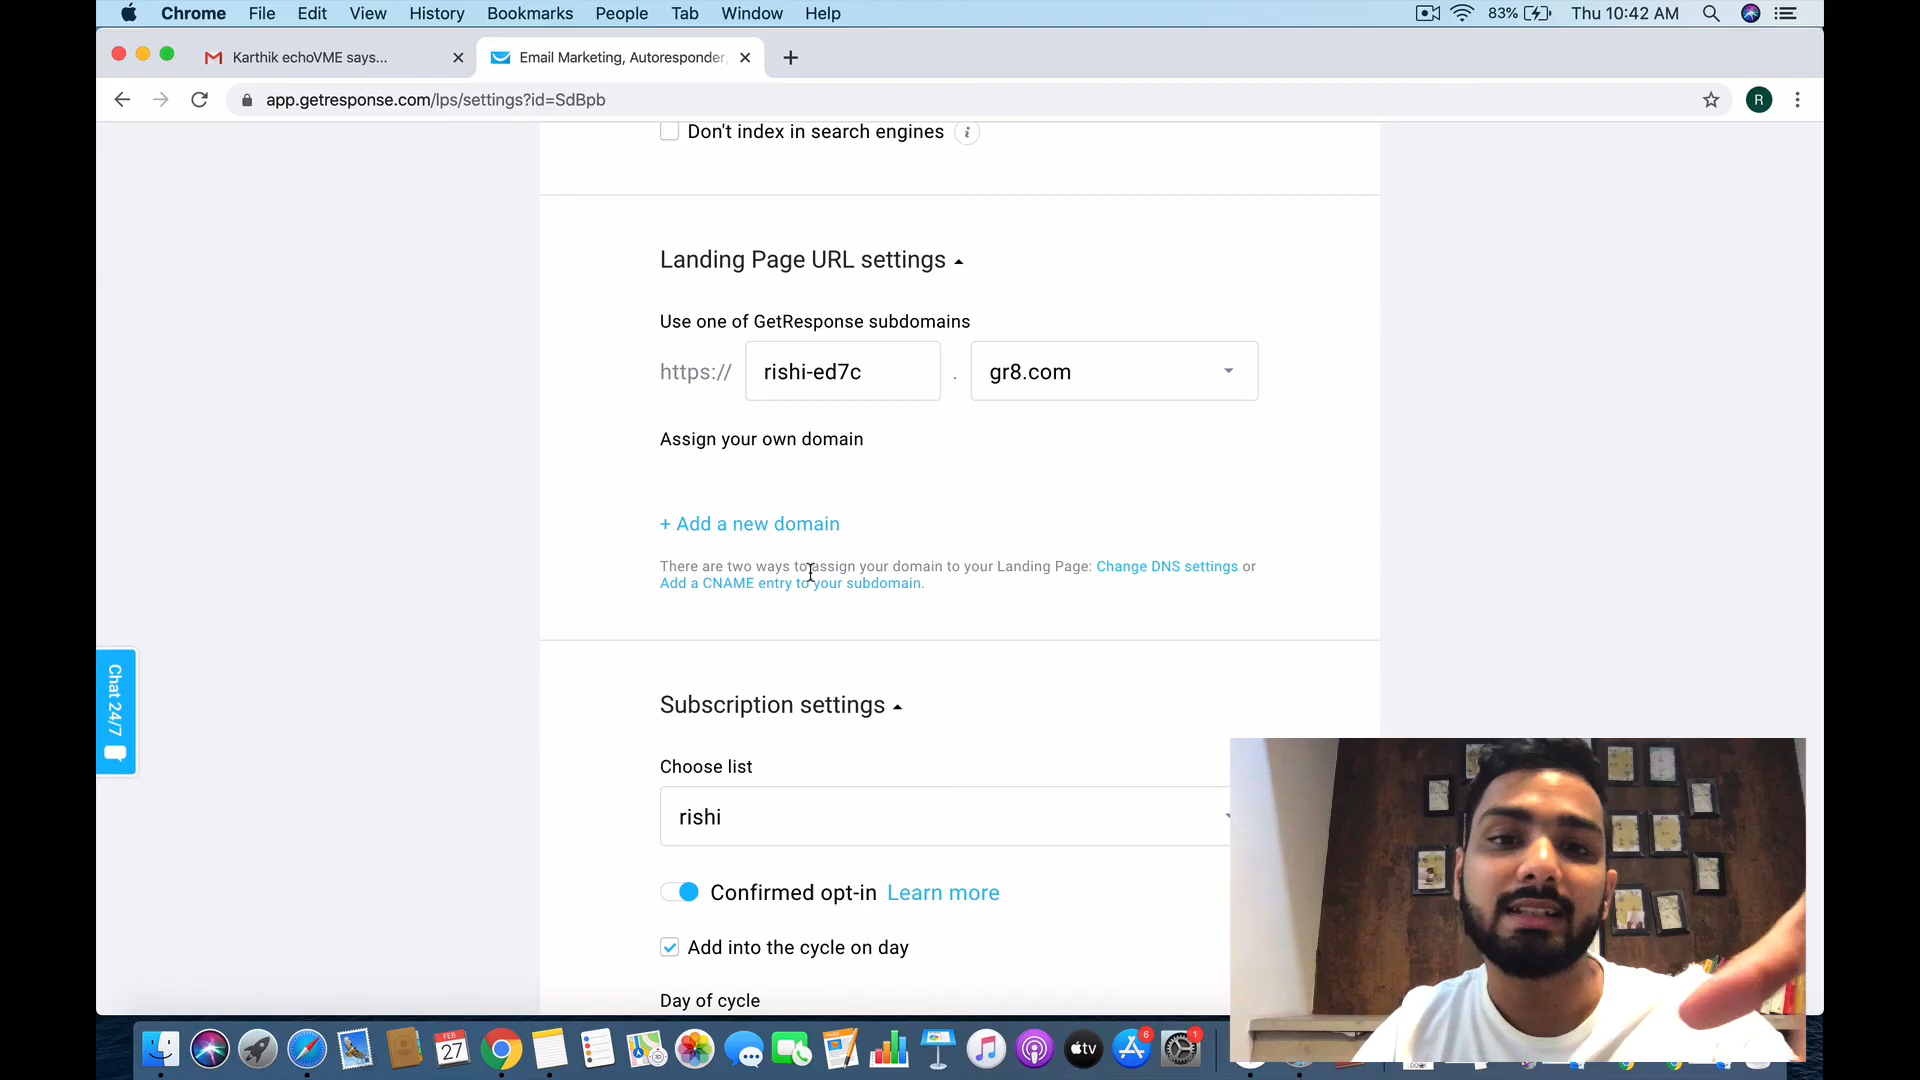 Chrome File Edit View History Bookmarks People Tab Window Help 83% Thu 10:42 AM
Karthik echoVME says... Email Marketing, Autoresponder,
app.getresponse.com/lps/settings?id=SdBpb R
Don't index in search engines i
Landing Page URL settings
Use one of GetResponse subdomains
https:// rishi-ed7c . gr8.com
Assign your own domain
+ Add a new domain
There are two ways to assign your domain to your Landing Page: Change DNS settings or
Add a CNAME entry to your subdomain.
Chat 24/7
Subscription settings
Choose list
rishi
Confirmed opt-in Learn more
Add into the cycle on day
Day of cycle
FEB
27
tv
6
1